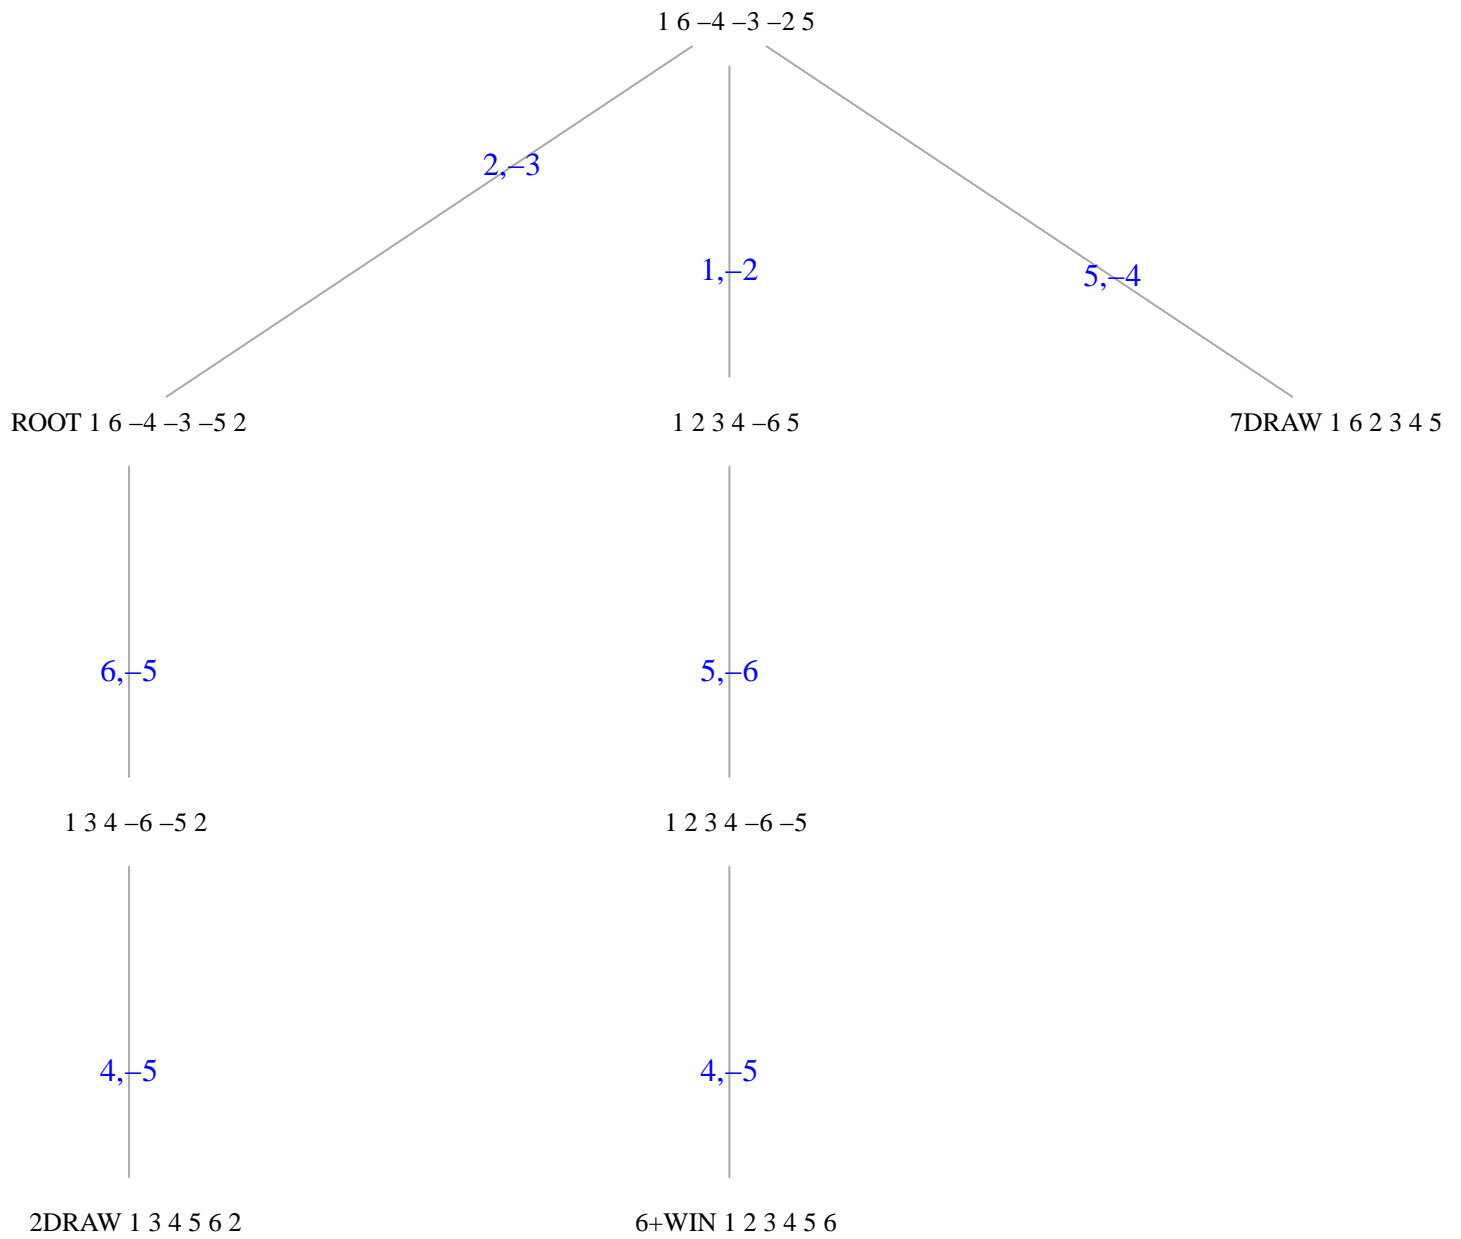 1 6 –4 –3 –2 5
2,–3
1,–2
5,–4
ROOT 1 6 –4 –3 –5 2
1 2 3 4 –6 5
7DRAW 1 6 2 3 4 5
6,–5
5,–6
1 3 4 –6 –5 2
1 2 3 4 –6 –5
4,–5
4,–5
2DRAW 1 3 4 5 6 2
6+WIN 1 2 3 4 5 6